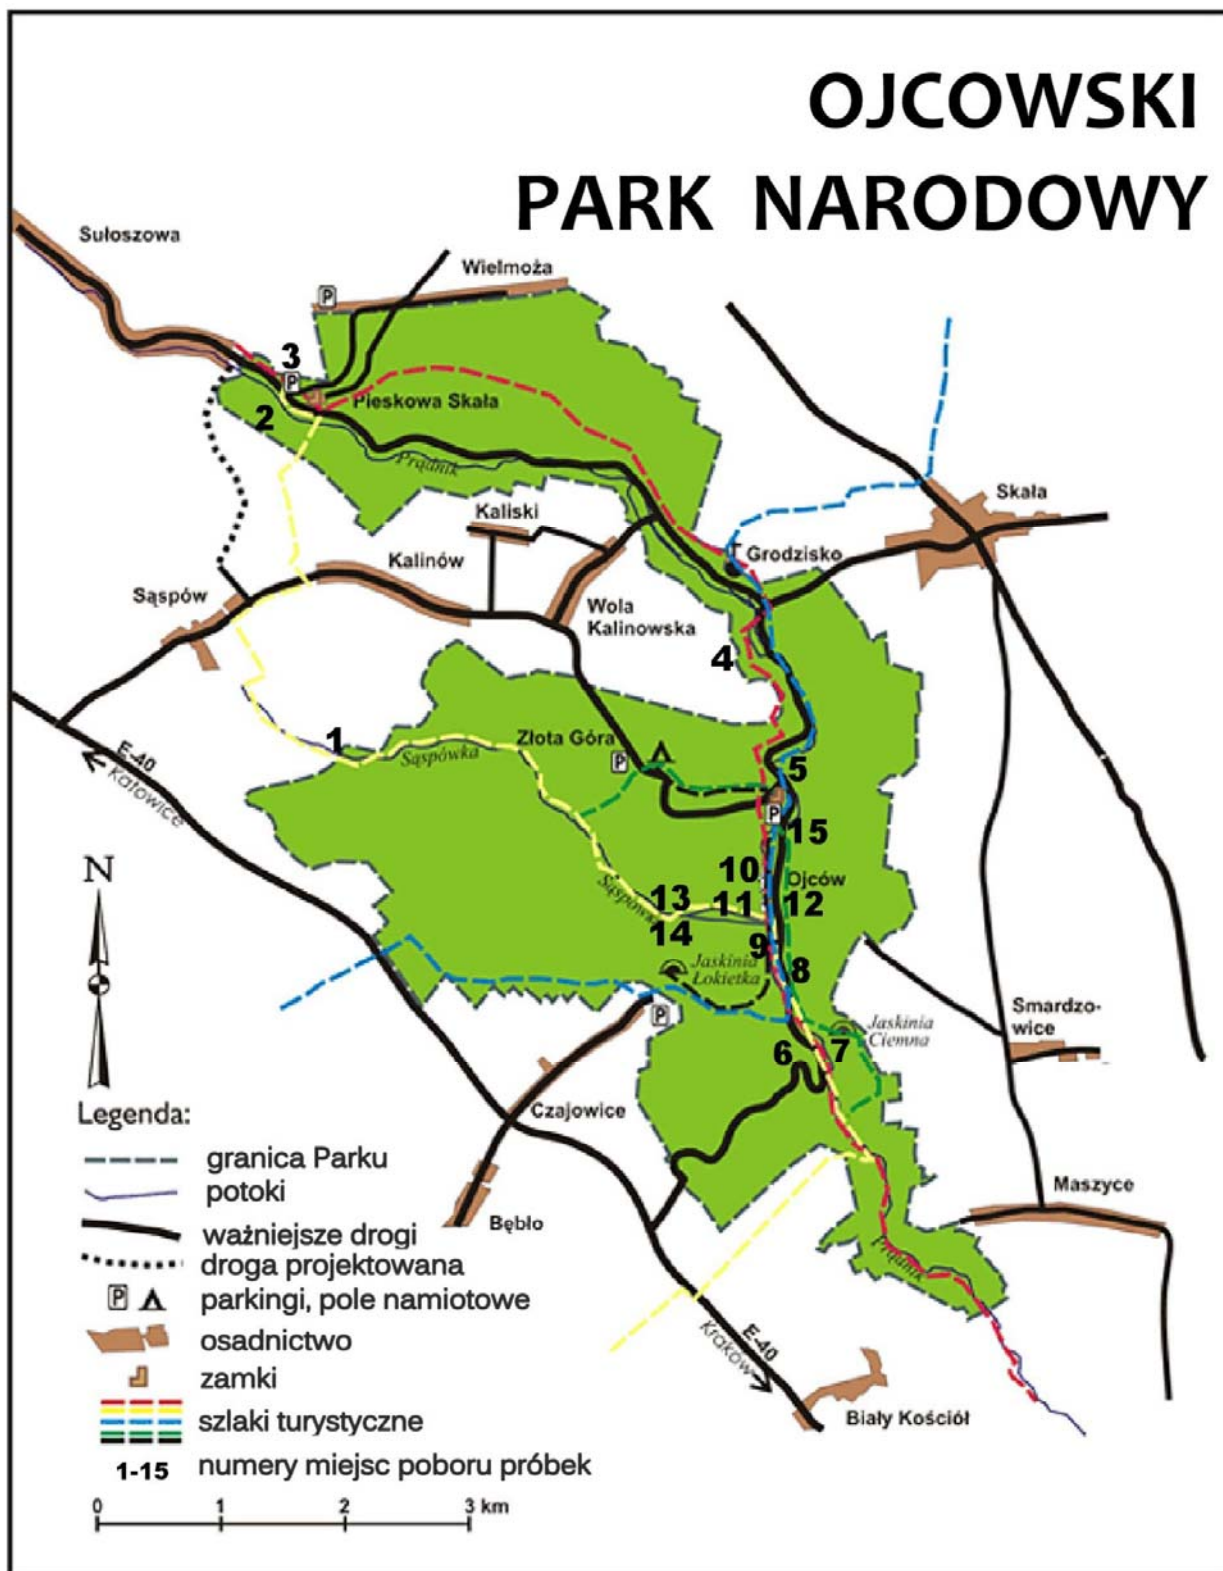 OJCOWSKI
PARK NARODOWY
Sułoszowa
Wielmoża
P
3
P
Pieskowa Skała
2
Prądnik
Skała
Kaliski
Kalinów
Grodzisko
Sąspów
Wola
Kalinowska
4
1
Złota Góra
Sąspówka
P
5
E-40
Katowice
P
15
N
10
Ojców
13
11
12
Sąspówka
14
9
Jaskinia
Łokietka
8
Smardzo-
wice
P
Jaskinia
Ciemna
6
7
Legenda:
Czajowice
granica Parku
potoki
Maszyce
ważniejsze drogi
Bębło
droga projektowana
Prądnik
P
parkingi, pole namiotowe
osadnictwo
E-40
Kraków
zamki
szlaki turystyczne
Biały Kościół
1-15 numery miejsc poboru próbek
0 1 2 3 km